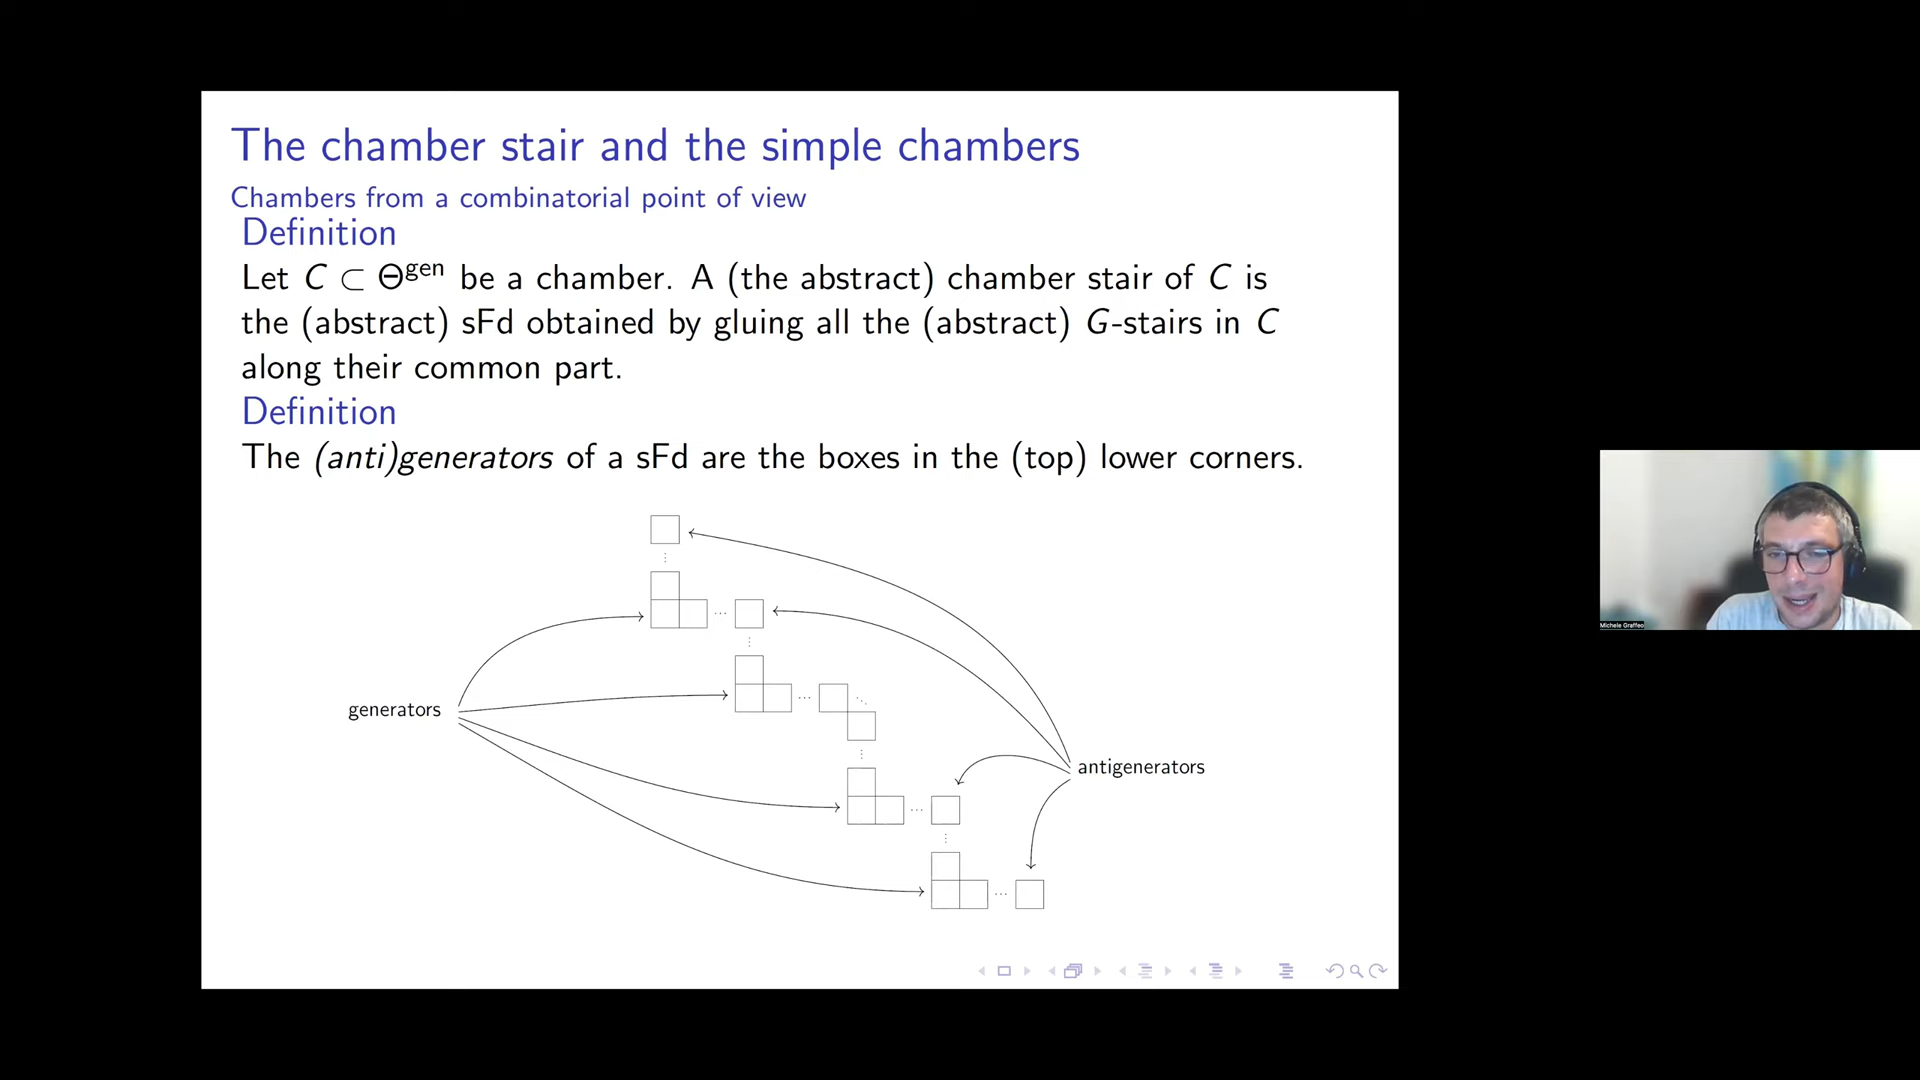 The chamber stair and the simple chambers
Chambers from a combinatorial point of view
Definition
Let C ⊂ Θ^gen be a chamber. A (the abstract) chamber stair of C is
the (abstract) sFd obtained by gluing all the (abstract) G-stairs in C
along their common part.
Definition
The (anti)generators of a sFd are the boxes in the (top) lower corners.
generators
antigenerators
Michele Graffeo